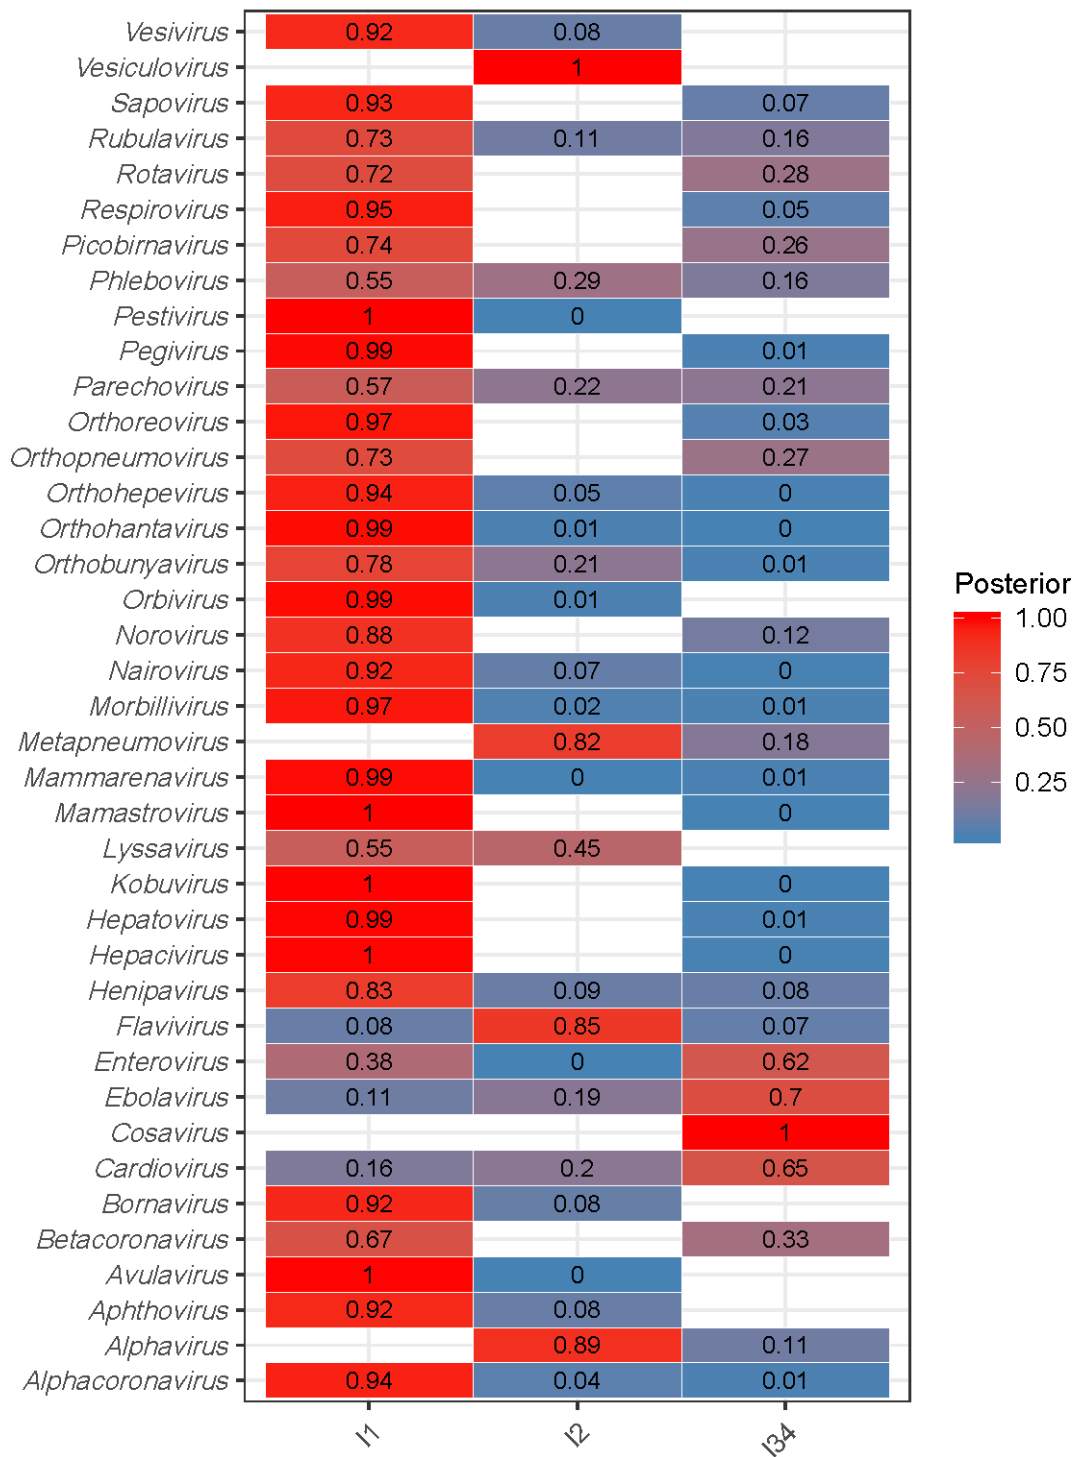 Vesivirus 0.92 0.08
Vesiculovirus 1
Sapovirus 0.93 0.07
Rubulavirus 0.73 0.11 0.16
Rotavirus 0.72 0.28
Respirovirus 0.95 0.05
Picobirnavirus 0.74 0.26
Phlebovirus 0.55 0.29 0.16
Pestivirus 1 0
Pegivirus 0.99 0.01
Parechovirus 0.57 0.22 0.21
Orthoreovirus 0.97 0.03
Orthopneumovirus 0.73 0.27
Orthohepevirus 0.94 0.05 0
Orthohantavirus 0.99 0.01 0
Orthobunyavirus 0.78 0.21 0.01
Orbivirus 0.99 0.01
Norovirus 0.88 0.12
Nairovirus 0.92 0.07 0
Morbillivirus 0.97 0.02 0.01
Metapneumovirus 0.82 0.18
Mammarenavirus 0.99 0 0.01
Mamastrovirus 1 0
Lyssavirus 0.55 0.45
Kobuvirus 1 0
Hepatovirus 0.99 0.01
Hepacivirus 1 0
Henipavirus 0.83 0.09 0.08
Flavivirus 0.08 0.85 0.07
Enterovirus 0.38 0 0.62
Ebolavirus 0.11 0.19 0.7
Cosavirus 1
Cardiovirus 0.16 0.2 0.65
Bornavirus 0.92 0.08
Betacoronavirus 0.67 0.33
Avulavirus 1 0
Aphthovirus 0.92 0.08
Alphavirus 0.89 0.11
Alphacoronavirus 0.94 0.04 0.01
I1 I2 I34
Posterior
1.00
0.75
0.50
0.25